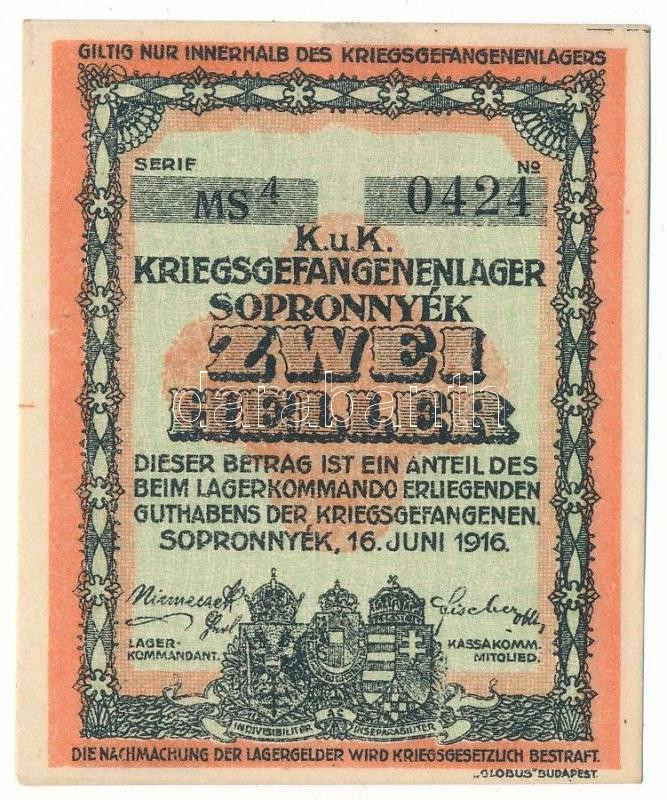 GILTIG NUR INNERHALB DES KRIEGSGEFANGENENLAGERS
SERIE Nº
MS 4 0424
K.u.K.
KRIEGSGEFANGENENLAGER
SOPRONNYÉK
ZWEI
HELLER
darabanth
DIESER BETRAG IST EIN ANTEIL DES
BEIM LAGERKOMMANDO ERLIEGENDEN
GUTHABENS DER KRIEGSGEFANGENEN.
SOPRONNYÉK, 16. JUNI 1916.
LAGER-
KOMMANDANT.
KASSAKOMM.
MITGLIED.
INDIVISIBILITER AC INSEPARABILITER
DIE NACHMACHUNG DER LAGERGELDER WIRD KRIEGSGESETZLICH BESTRAFT.
„GLOBUS" BUDAPEST.